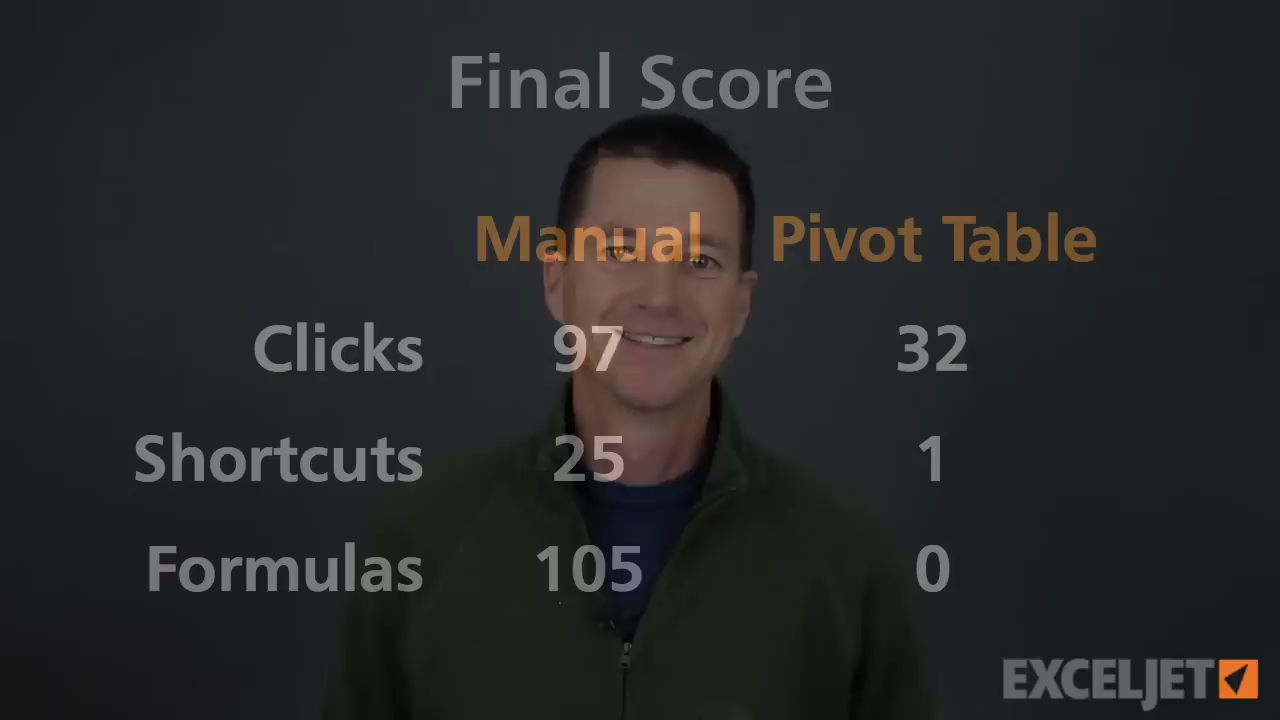 Final Score
Manual Pivot Table
Clicks 97 32
Shortcuts 25 1
Formulas 105 0
EXCELJET